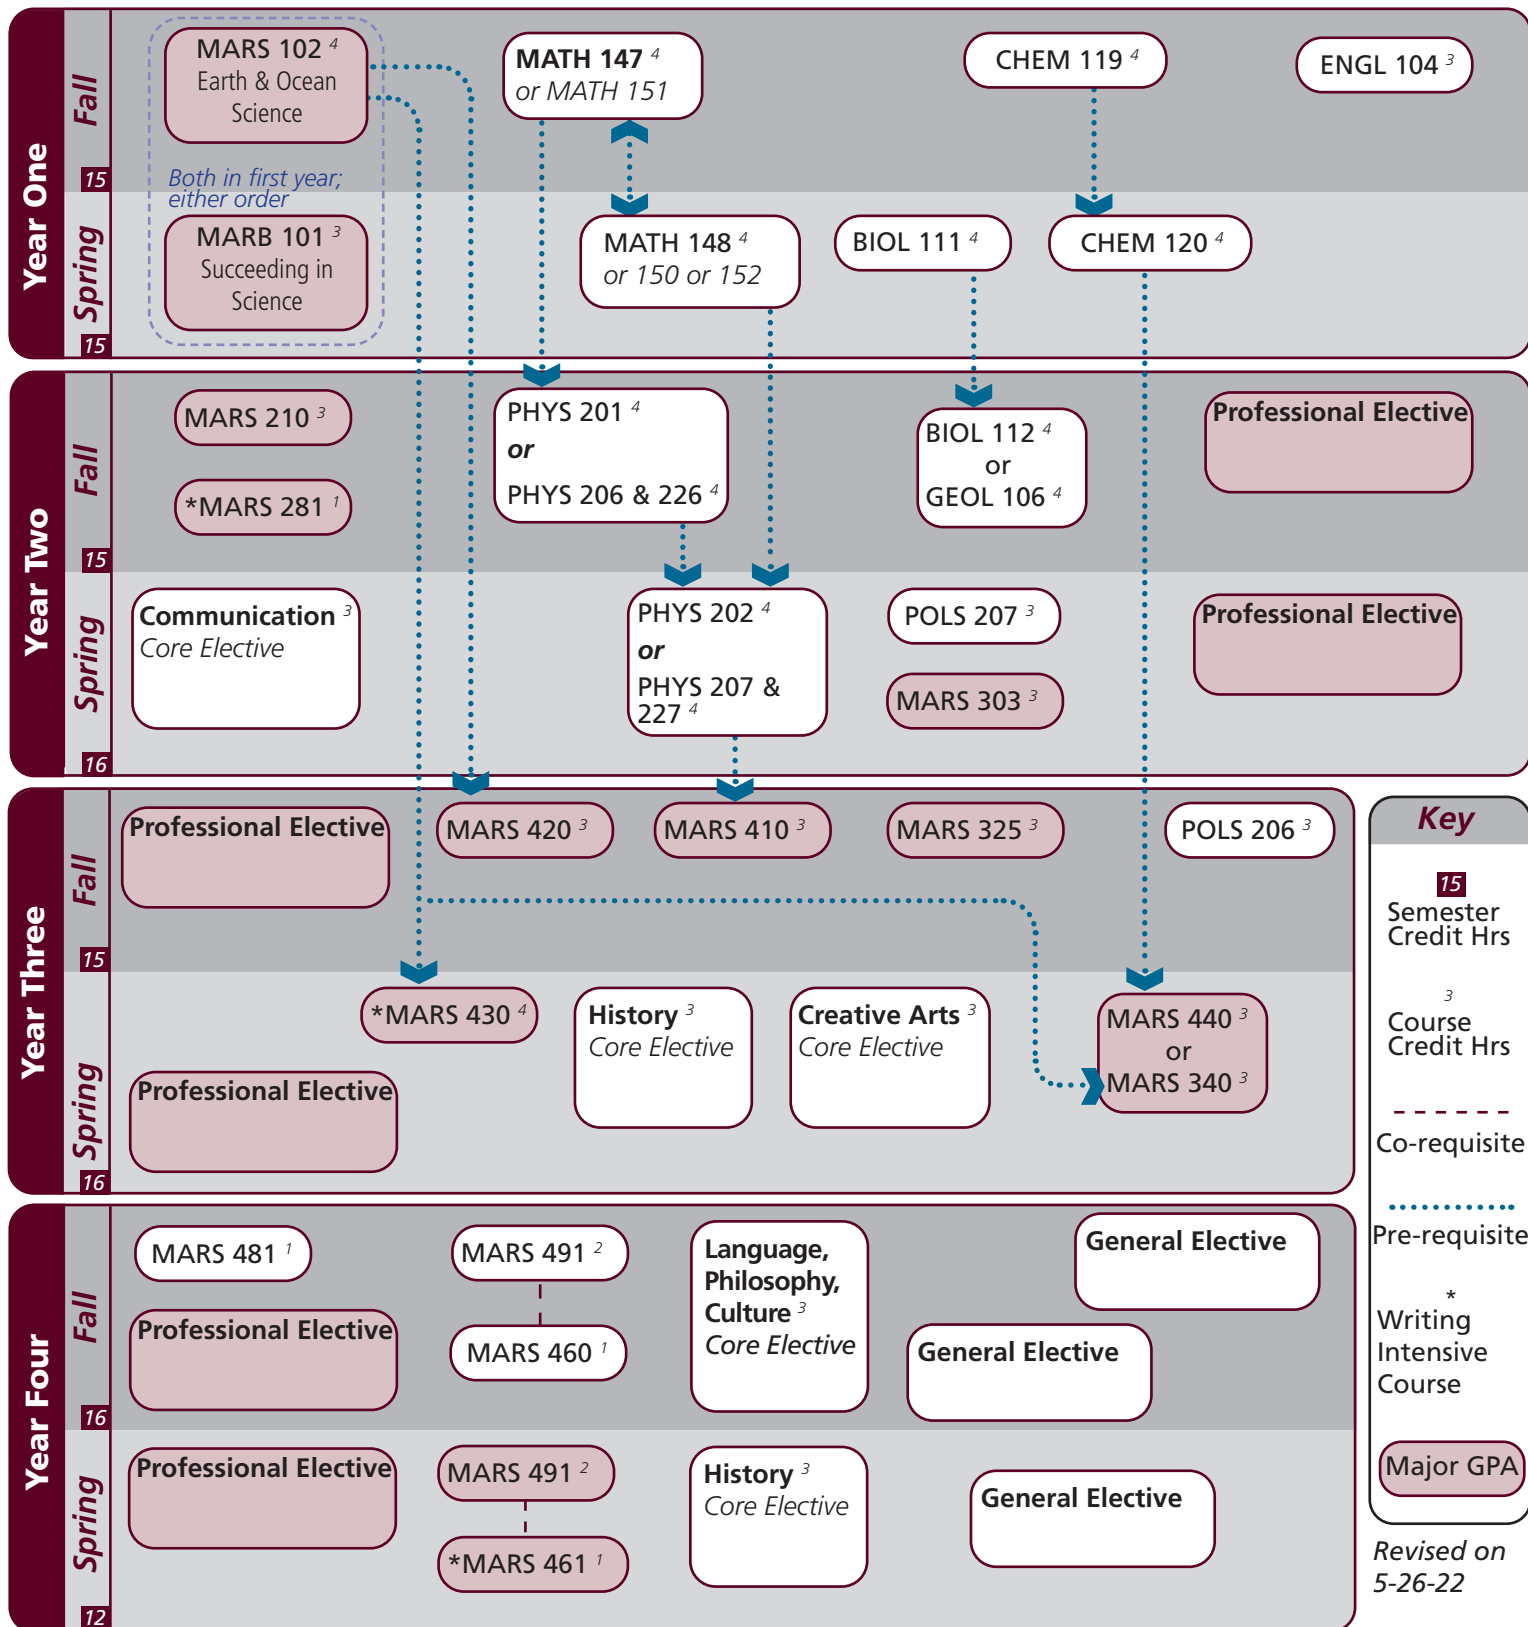 Year One
Fall
15
MARS 102 4
Earth & Ocean
Science
MATH 147 4
or MATH 151
CHEM 119 4
ENGL 104 3
Both in first year;
either order
Spring
15
MARB 101 3
Succeeding in
Science
MATH 148 4
or 150 or 152
BIOL 111 4
CHEM 120 4
Year Two
Fall
15
MARS 210 3
*MARS 281 1
PHYS 201 4
or
PHYS 206 & 226 4
BIOL 112 4
or
GEOL 106 4
Professional Elective
Spring
16
Communication 3
Core Elective
PHYS 202 4
or
PHYS 207 &
227 4
POLS 207 3
MARS 303 3
Professional Elective
Year Three
Fall
15
Professional Elective
MARS 420 3
MARS 410 3
MARS 325 3
POLS 206 3
Spring
16
*MARS 430 4
Professional Elective
History 3
Core Elective
Creative Arts 3
Core Elective
MARS 440 3
or
MARS 340 3
Year Four
Fall
16
MARS 481 1
Professional Elective
MARS 491 2
MARS 460 1
Language,
Philosophy,
Culture 3
Core Elective
General Elective
General Elective
Spring
12
Professional Elective
MARS 491 2
*MARS 461 1
History 3
Core Elective
General Elective
Key
15
Semester
Credit Hrs
3
Course
Credit Hrs
Co-requisite
Pre-requisite
*
Writing
Intensive
Course
Major GPA
Revised on
5-26-22